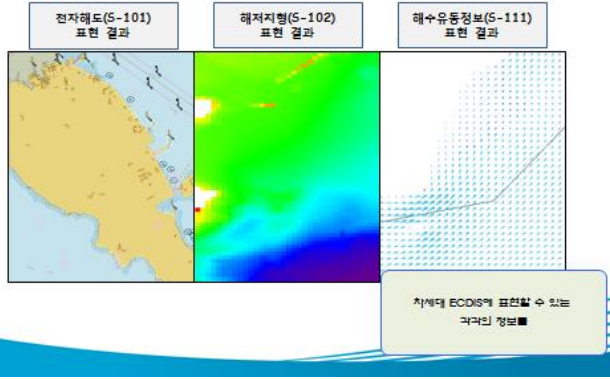 전자해도(S-101)
표현 결과
해저지형(S-102)
표현 결과
해수유동정보(S-111)
표현 결과
차세대 ECDIS에 표현할 수 있는
각각의 정보들